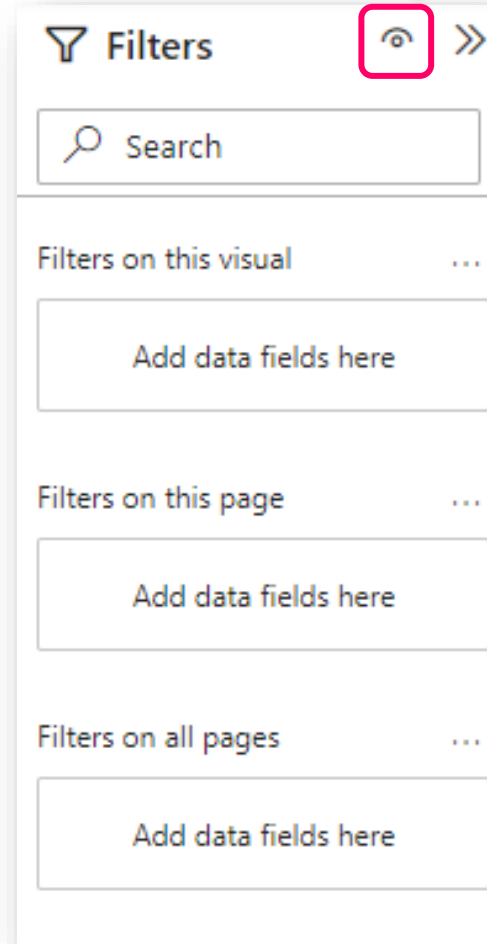 Filters
Search
Filters on this visual ...
Add data fields here
Filters on this page ...
Add data fields here
Filters on all pages ...
Add data fields here